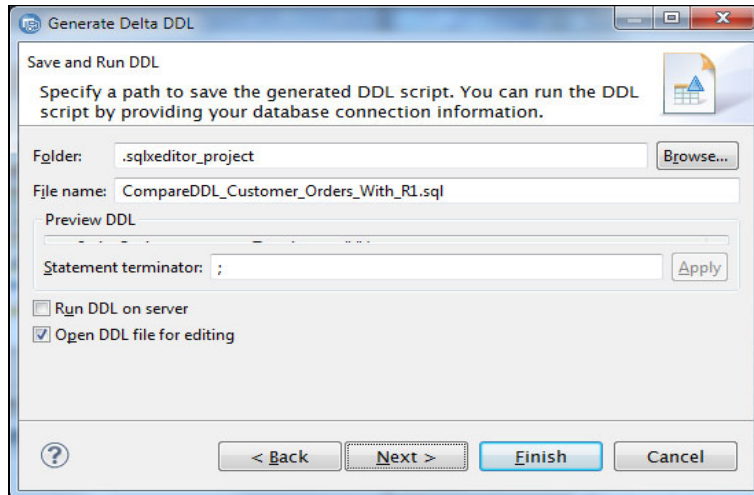 Generate Delta DDL
Save and Run DDL
Specify a path to save the generated DDL script. You can run the DDL
script by providing your database connection information.
Folder: .sqlxeditor_project Browse...
File name: CompareDDL_Customer_Orders_With_R1.sql
Preview DDL
Statement terminator: ; Apply
Run DDL on server
Open DDL file for editing
? < Back Next > Finish Cancel